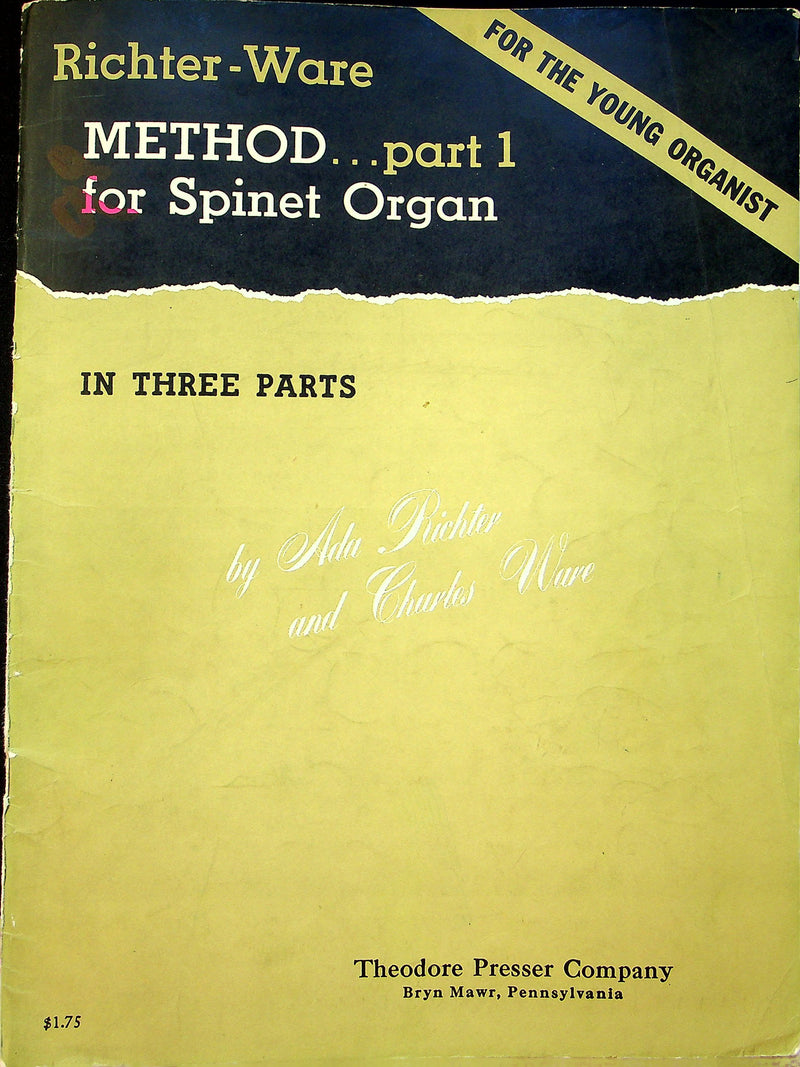 Richter-Ware
FOR THE YOUNG ORGANIST
METHOD...part 1
for Spinet Organ
IN THREE PARTS
by Ada Richter
and Charles Ware
Theodore Presser Company
Bryn Mawr, Pennsylvania
$1.75